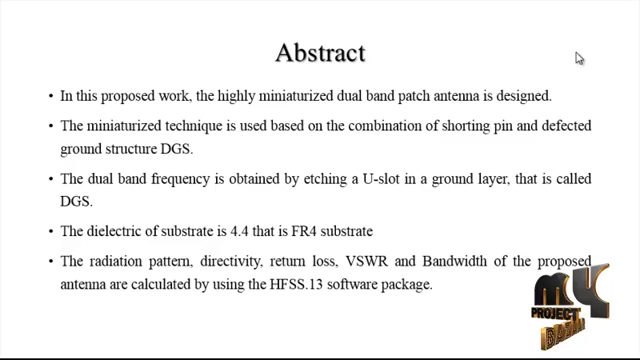 Abstract
• In this proposed work, the highly miniaturized dual band patch antenna is designed.
• The miniaturized technique is used based on the combination of shorting pin and defected
ground structure DGS.
• The dual band frequency is obtained by etching a U-slot in a ground layer, that is called
DGS.
• The dielectric of substrate is 4.4 that is FR4 substrate
• The radiation pattern, directivity, return loss, VSWR and Bandwidth of the proposed
antenna are calculated by using the HFSS.13 software package.
MY
PROJECT